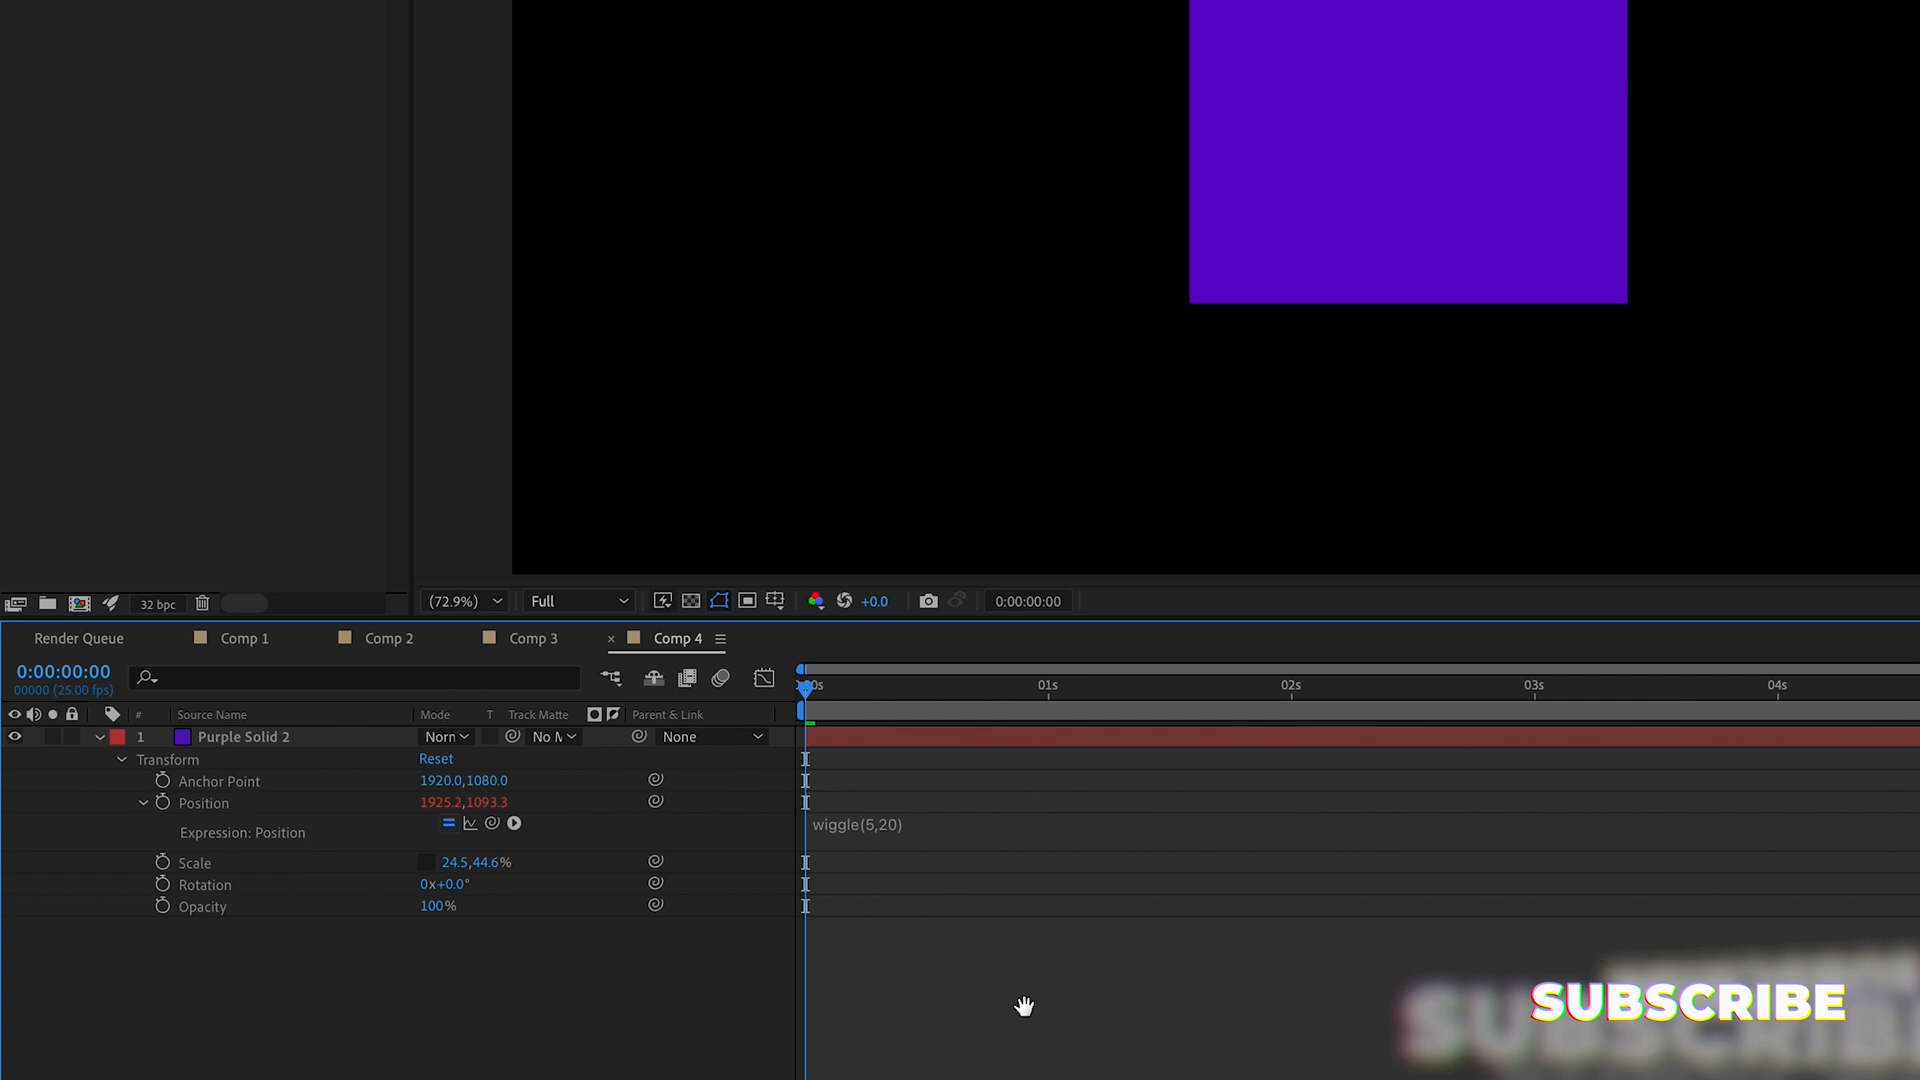 32 bpc
(72.9%)
Full
+0.0
0:00:00:00
Render Queue
Comp 1
Comp 2
Comp 3
× Comp 4
0:00:00:00
00000 (25.00 fps)
01s
02s
03s
04s
# Source Name Mode T Track Matte Parent & Link
1 Purple Solid 2 None
Transform Reset
Anchor Point 1920.0,1080.0
Position 1925.2,1093.3
Expression: Position wiggle(5,20)
Scale 24.5,44.6%
Rotation 0x+0.0°
Opacity 100%
SUBSCRIBE